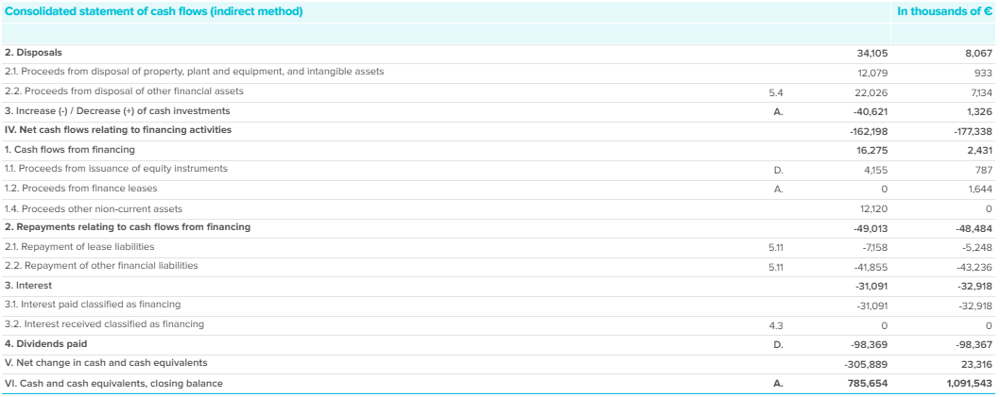 Consolidated statement of cash flows (indirect method) In thousands of €
2. Disposals 34,105 8,067
2.1. Proceeds from disposal of property, plant and equipment, and intangible assets 12,079 933
2.2. Proceeds from disposal of other financial assets 5.4 22,026 7,134
3. Increase (-) / Decrease (+) of cash investments A. -40,621 1,326
IV. Net cash flows relating to financing activities -162,198 -177,338
1. Cash flows from financing 16,275 2,431
1.1. Proceeds from issuance of equity instruments D. 4,155 787
1.2. Proceeds from finance leases A. 0 1,644
1.4. Proceeds other nion-current assets 12,120 0
2. Repayments relating to cash flows from financing -49,013 -48,484
2.1. Repayment of lease liabilities 5.11 -7,158 -5,248
2.2. Repayment of other financial liabilities 5.11 -41,855 -43,236
3. Interest -31,091 -32,918
3.1. Interest paid classified as financing -31,091 -32,918
3.2. Interest received classified as financing 4.3 0 0
4. Dividends paid D. -98,369 -98,367
V. Net change in cash and cash equivalents -305,889 23,316
VI. Cash and cash equivalents, closing balance A. 785,654 1,091,543